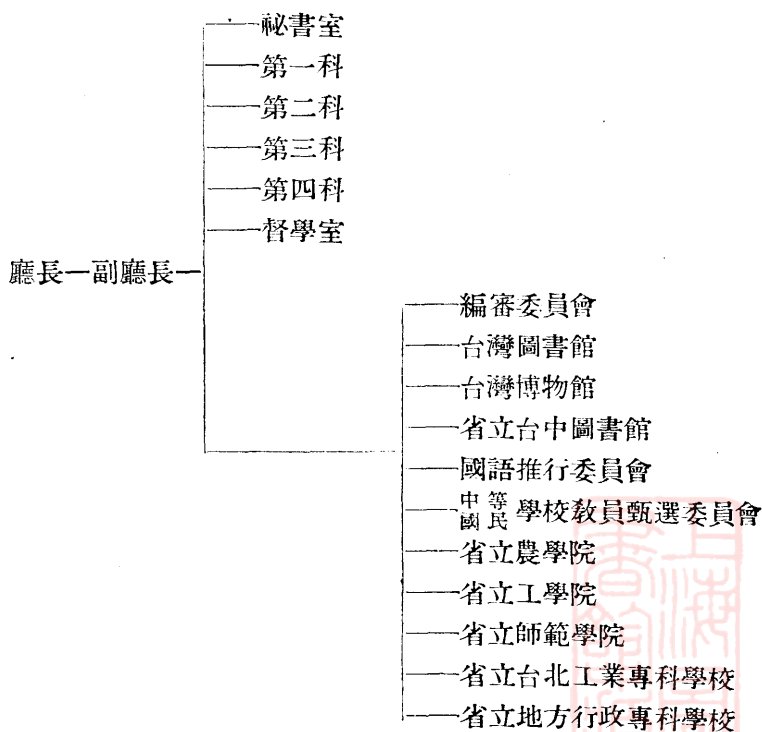 祕書室
第一科
第二科
第三科
第四科
督學室
廳長—副廳長—
編審委員會
台灣圖書館
台灣博物館
省立台中圖書館
國語推行委員會
中等國民學校教員甄選委員會
省立農學院
省立工學院
省立師範學院
省立台北工業專科學校
省立地方行政專科學校